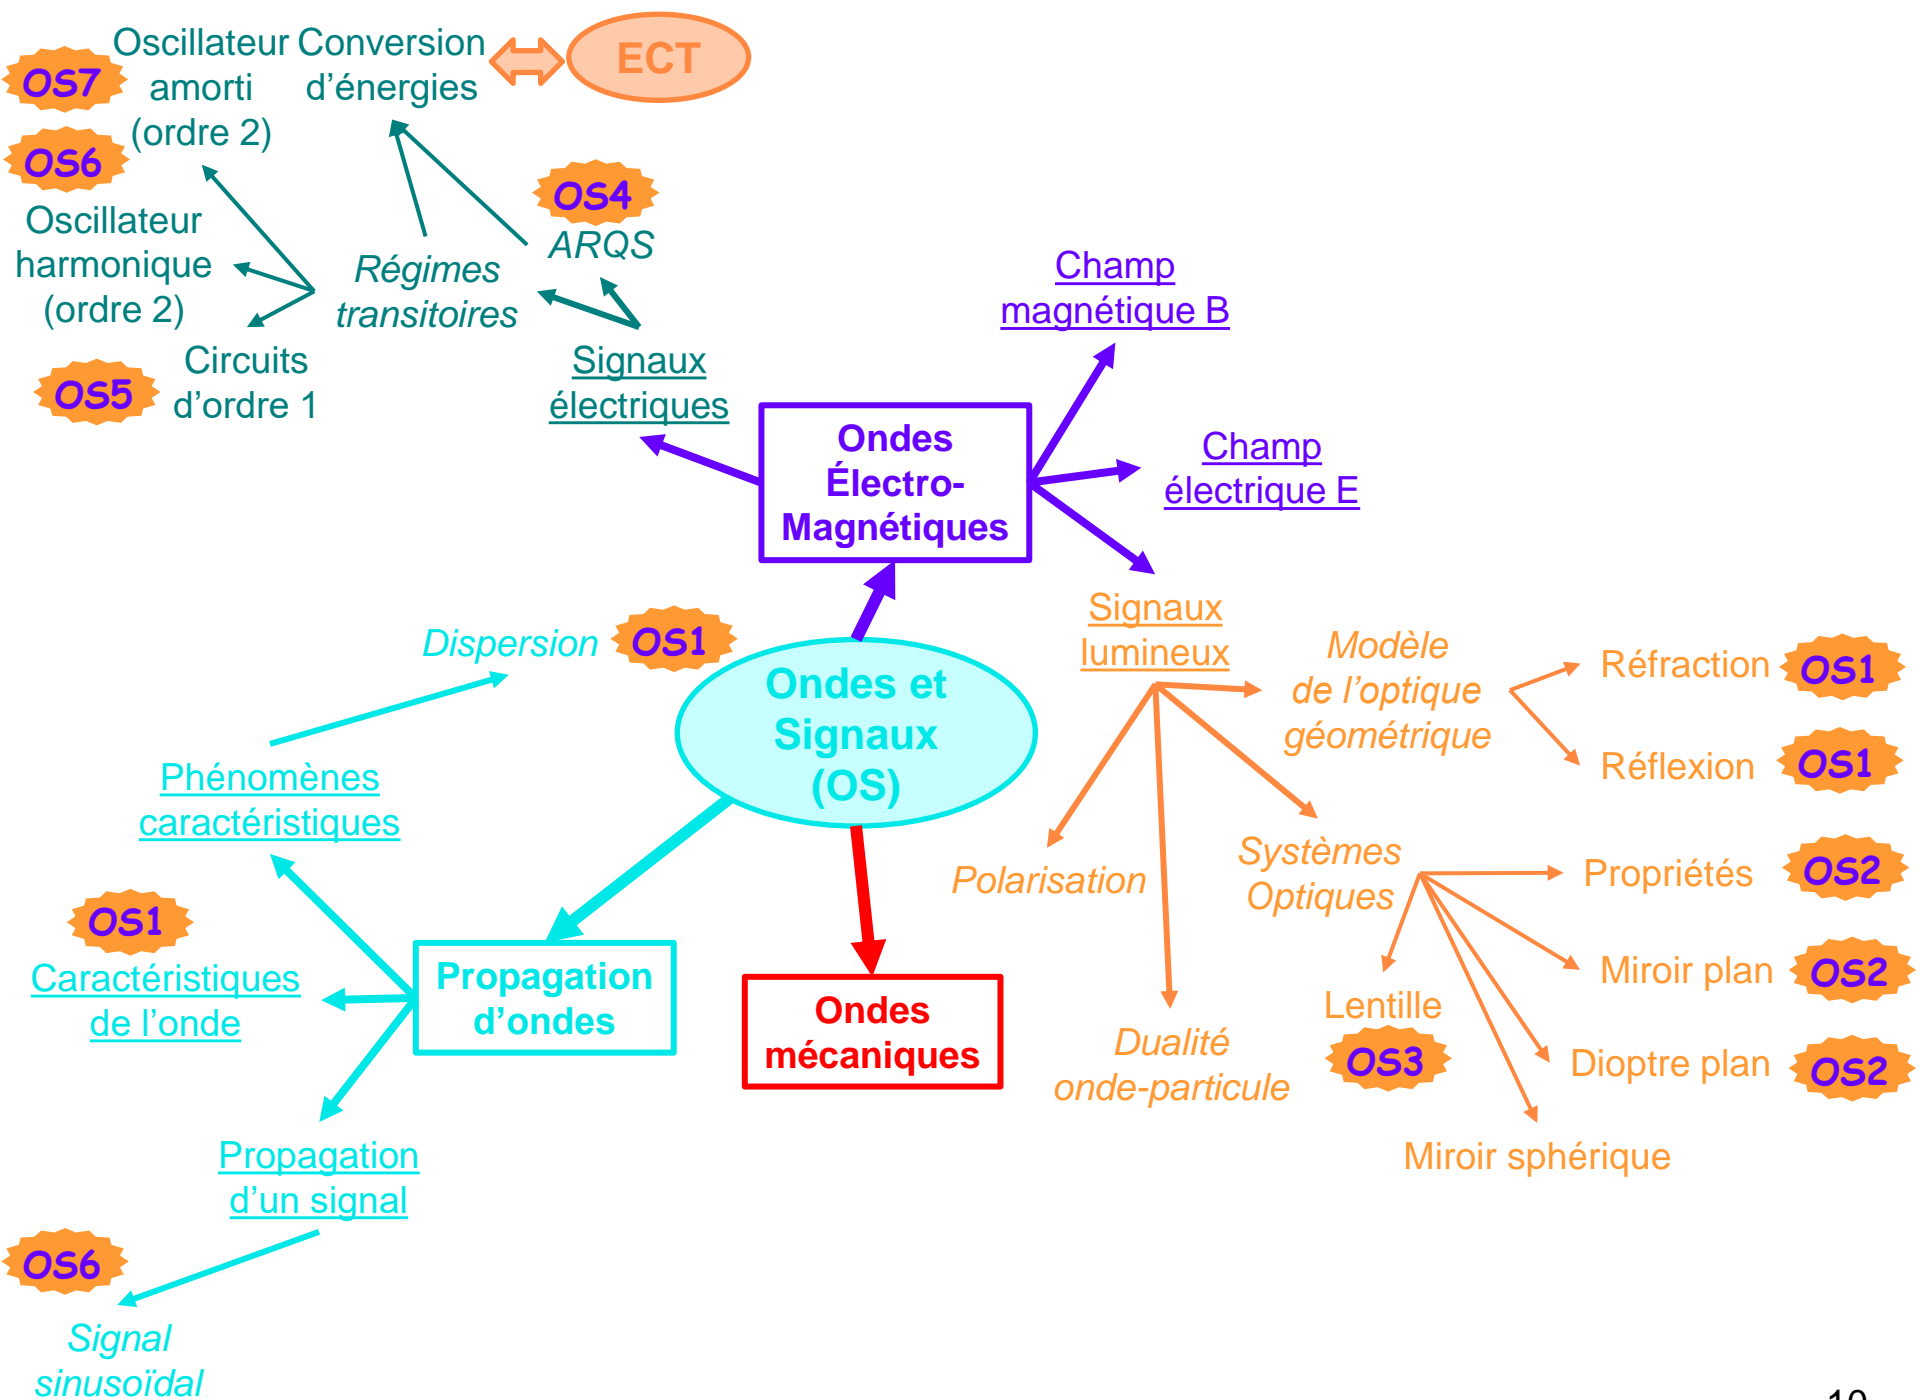 Oscillateur
amorti
(ordre 2)
Conversion
d’énergies
ECT
OS7
OS6
OS4
ARQS
Oscillateur
harmonique
(ordre 2)
Régimes
transitoires
Circuits
d’ordre 1
OS5
Signaux
électriques
Champ
magnétique B
Ondes
Électro-
Magnétiques
Champ
électrique E
Dispersion
OS1
Signaux
lumineux
Modèle
de l’optique
géométrique
Réfraction
OS1
Réflexion
OS1
Ondes et
Signaux
(OS)
Phénomènes
caractéristiques
Polarisation
Systèmes
Optiques
Propriétés
OS2
OS1
Caractéristiques
de l’onde
Propagation
d’ondes
Ondes
mécaniques
Miroir plan
OS2
Lentille
OS3
Dualité
onde-particule
Dioptre plan
OS2
Miroir sphérique
Propagation
d’un signal
OS6
Signal
sinusoïdal
10